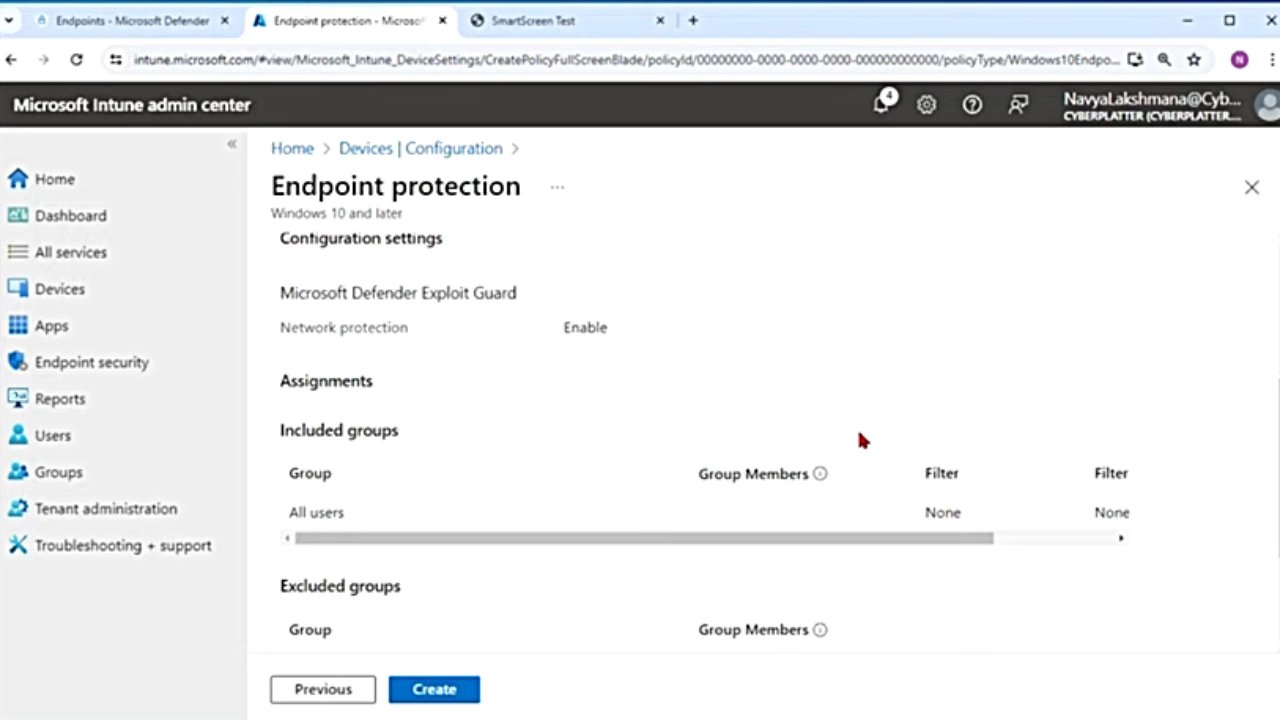 Endpoints - Microsoft Defender
Endpoint protection - Microsof
SmartScreen Test
intune.microsoft.com/#view/Microsoft_Intune_DeviceSettings/CreatePolicyFullScreenBlade/policyId/00000000-0000-0000-0000-000000000000/policyType/Windows10Endpo...
N
Microsoft Intune admin center
4
NavyaLakshmana@Cyb...
CYBERPLATTER (CYBERPLATTER....
Home
Dashboard
All services
Devices
Apps
Endpoint security
Reports
Users
Groups
Tenant administration
Troubleshooting + support
Home > Devices | Configuration >
Endpoint protection ...
Windows 10 and later
Configuration settings
Microsoft Defender Exploit Guard
Network protection Enable
Assignments
Included groups
Group Group Members Filter Filter
All users None None
Excluded groups
Group Group Members
Previous Create